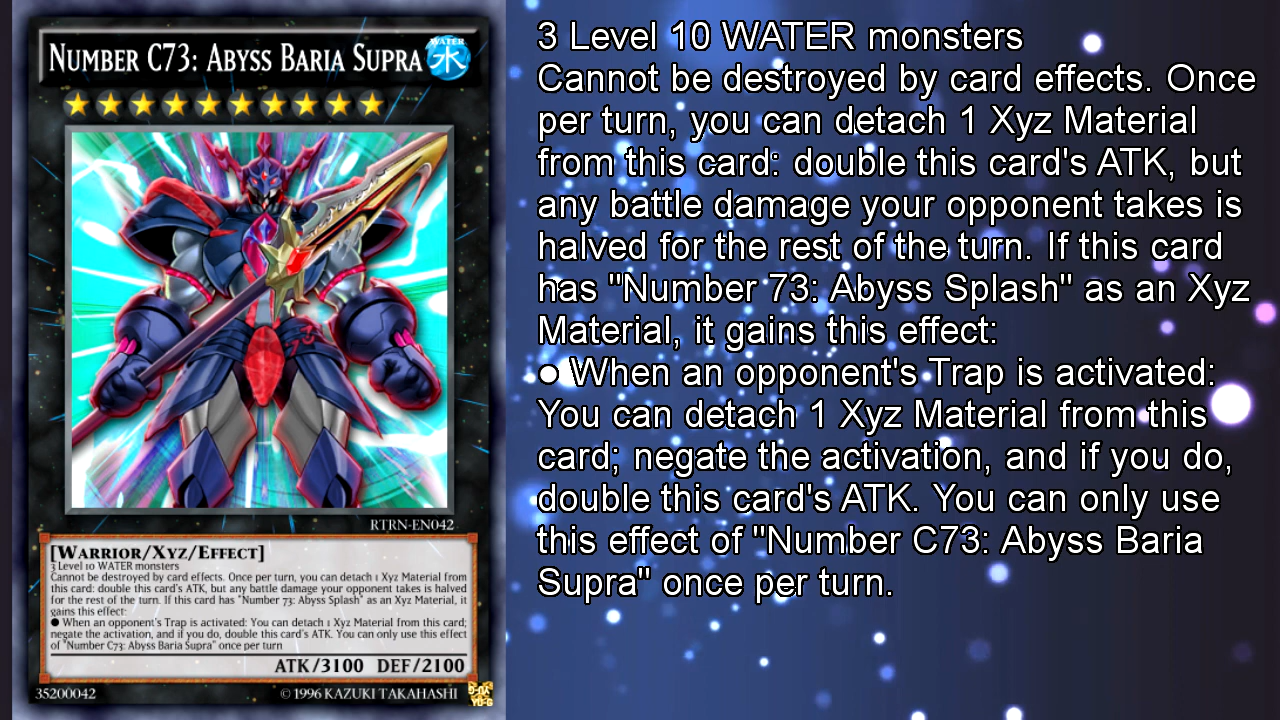 NUMBER C73: ABYSS BARIA SUPRA
WATER
水
RTRN-EN042
[WARRIOR/XYZ/EFFECT]
3 Level 10 WATER monsters
Cannot be destroyed by card effects. Once per turn, you can detach 1 Xyz Material from
this card: double this card's ATK, but any battle damage your opponent takes is halved
for the rest of the turn. If this card has "Number 73: Abyss Splash" as an Xyz Material, it
gains this effect:
● When an opponent's Trap is activated: You can detach 1 Xyz Material from this card;
negate the activation, and if you do, double this card's ATK. You can only use this effect
of "Number C73: Abyss Baria Supra" once per turn
ATK/3100 DEF/2100
35200042
© 1996 KAZUKI TAKAHASHI
3 Level 10 WATER monsters
Cannot be destroyed by card effects. Once
per turn, you can detach 1 Xyz Material
from this card: double this card's ATK, but
any battle damage your opponent takes is
halved for the rest of the turn. If this card
has "Number 73: Abyss Splash" as an Xyz
Material, it gains this effect:
● When an opponent's Trap is activated:
You can detach 1 Xyz Material from this
card; negate the activation, and if you do,
double this card's ATK. You can only use
this effect of "Number C73: Abyss Baria
Supra" once per turn.